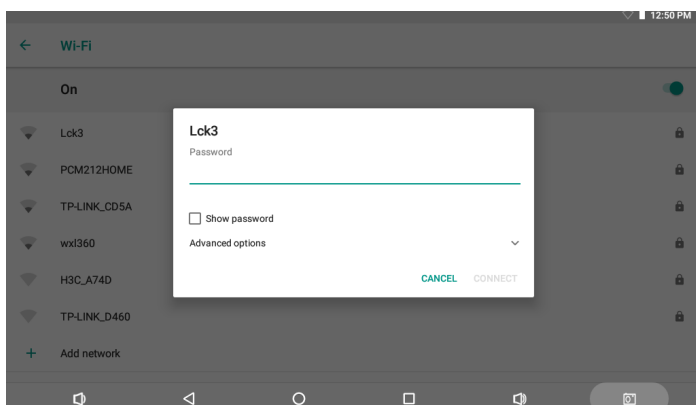 12:50 PM
Wi-Fi
On
Lck3
PCM212HOME
TP-LINK_CD5A
wxl360
H3C_A74D
TP-LINK_D460
Add network
Lck3
Password
Show password
Advanced options
CANCEL CONNECT